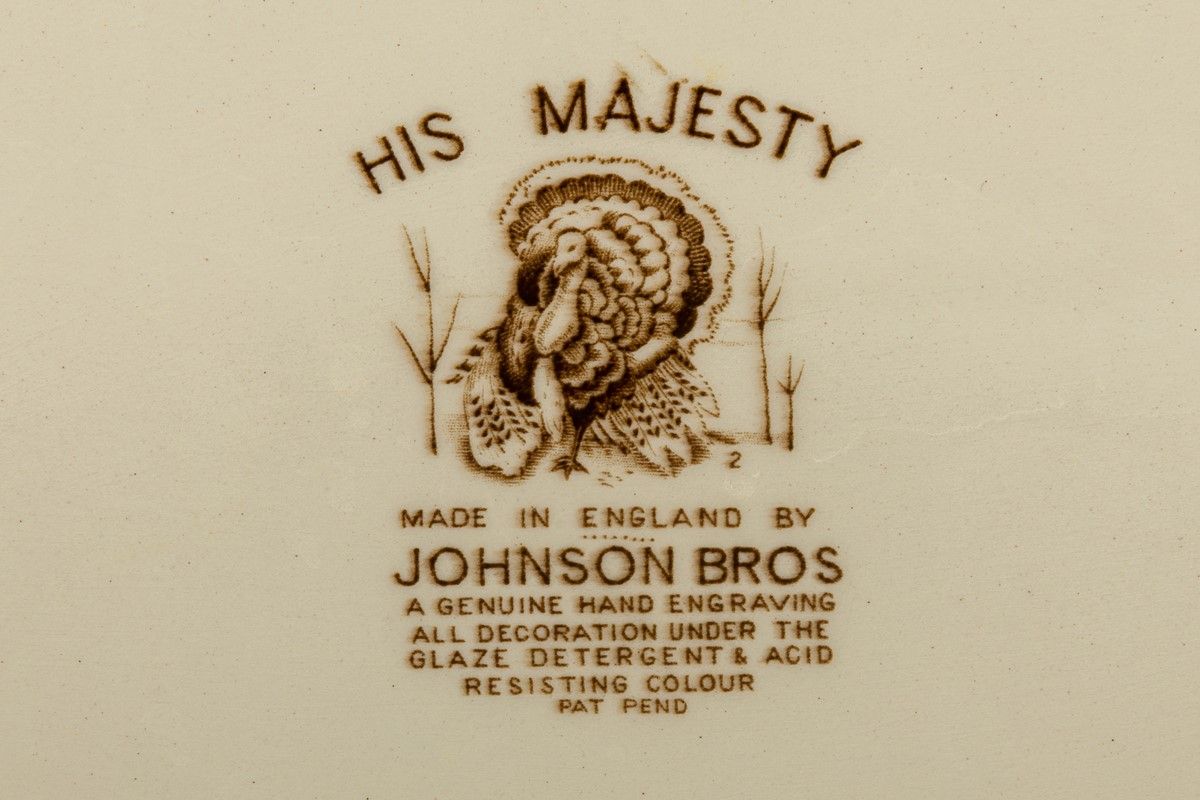 HIS MAJESTY
2
MADE IN ENGLAND BY
JOHNSON BROS
A GENUINE HAND ENGRAVING
ALL DECORATION UNDER THE
GLAZE DETERGENT & ACID
RESISTING COLOUR
PAT PEND